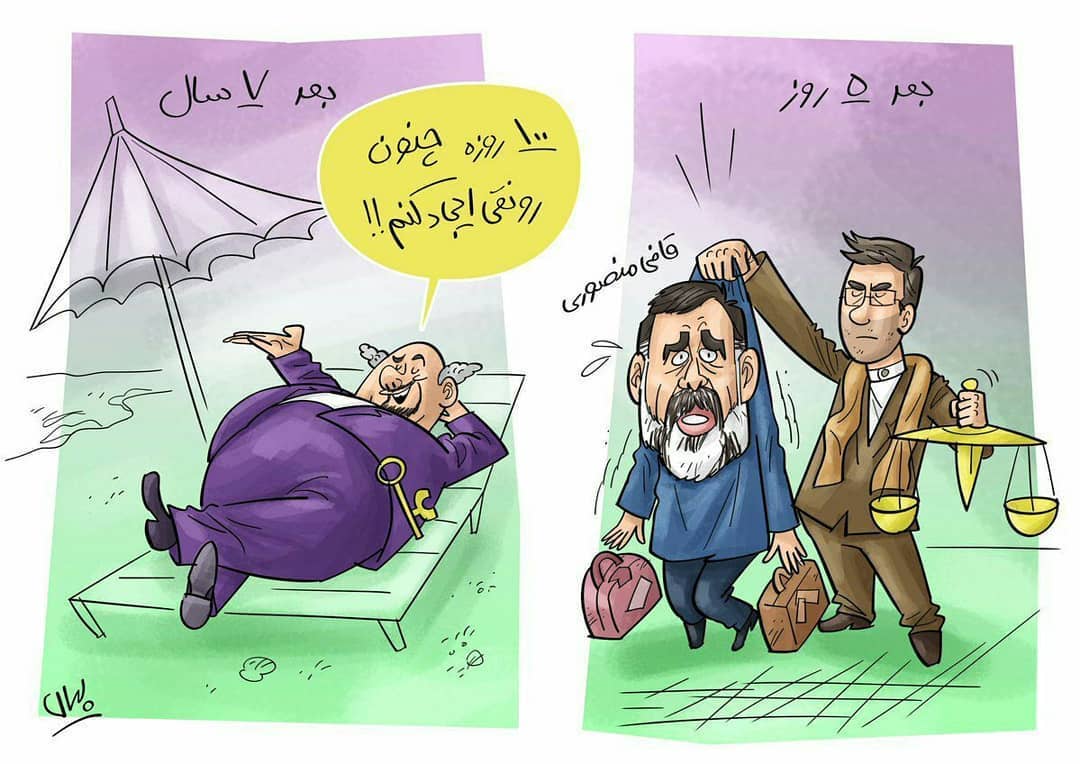 بعد ۵ روز
قاضی منصوری
بعد ۷ سال
۱۰۰ روزه چنون
رونقی ایجاد کنم!!